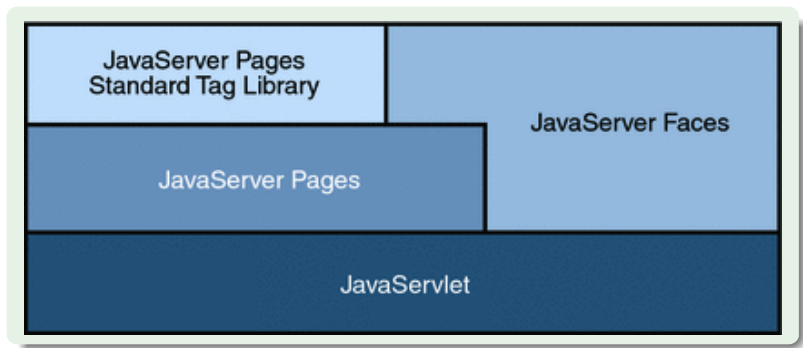 JavaServer Pages
Standard Tag Library
JavaServer Faces
JavaServer Pages
JavaServlet